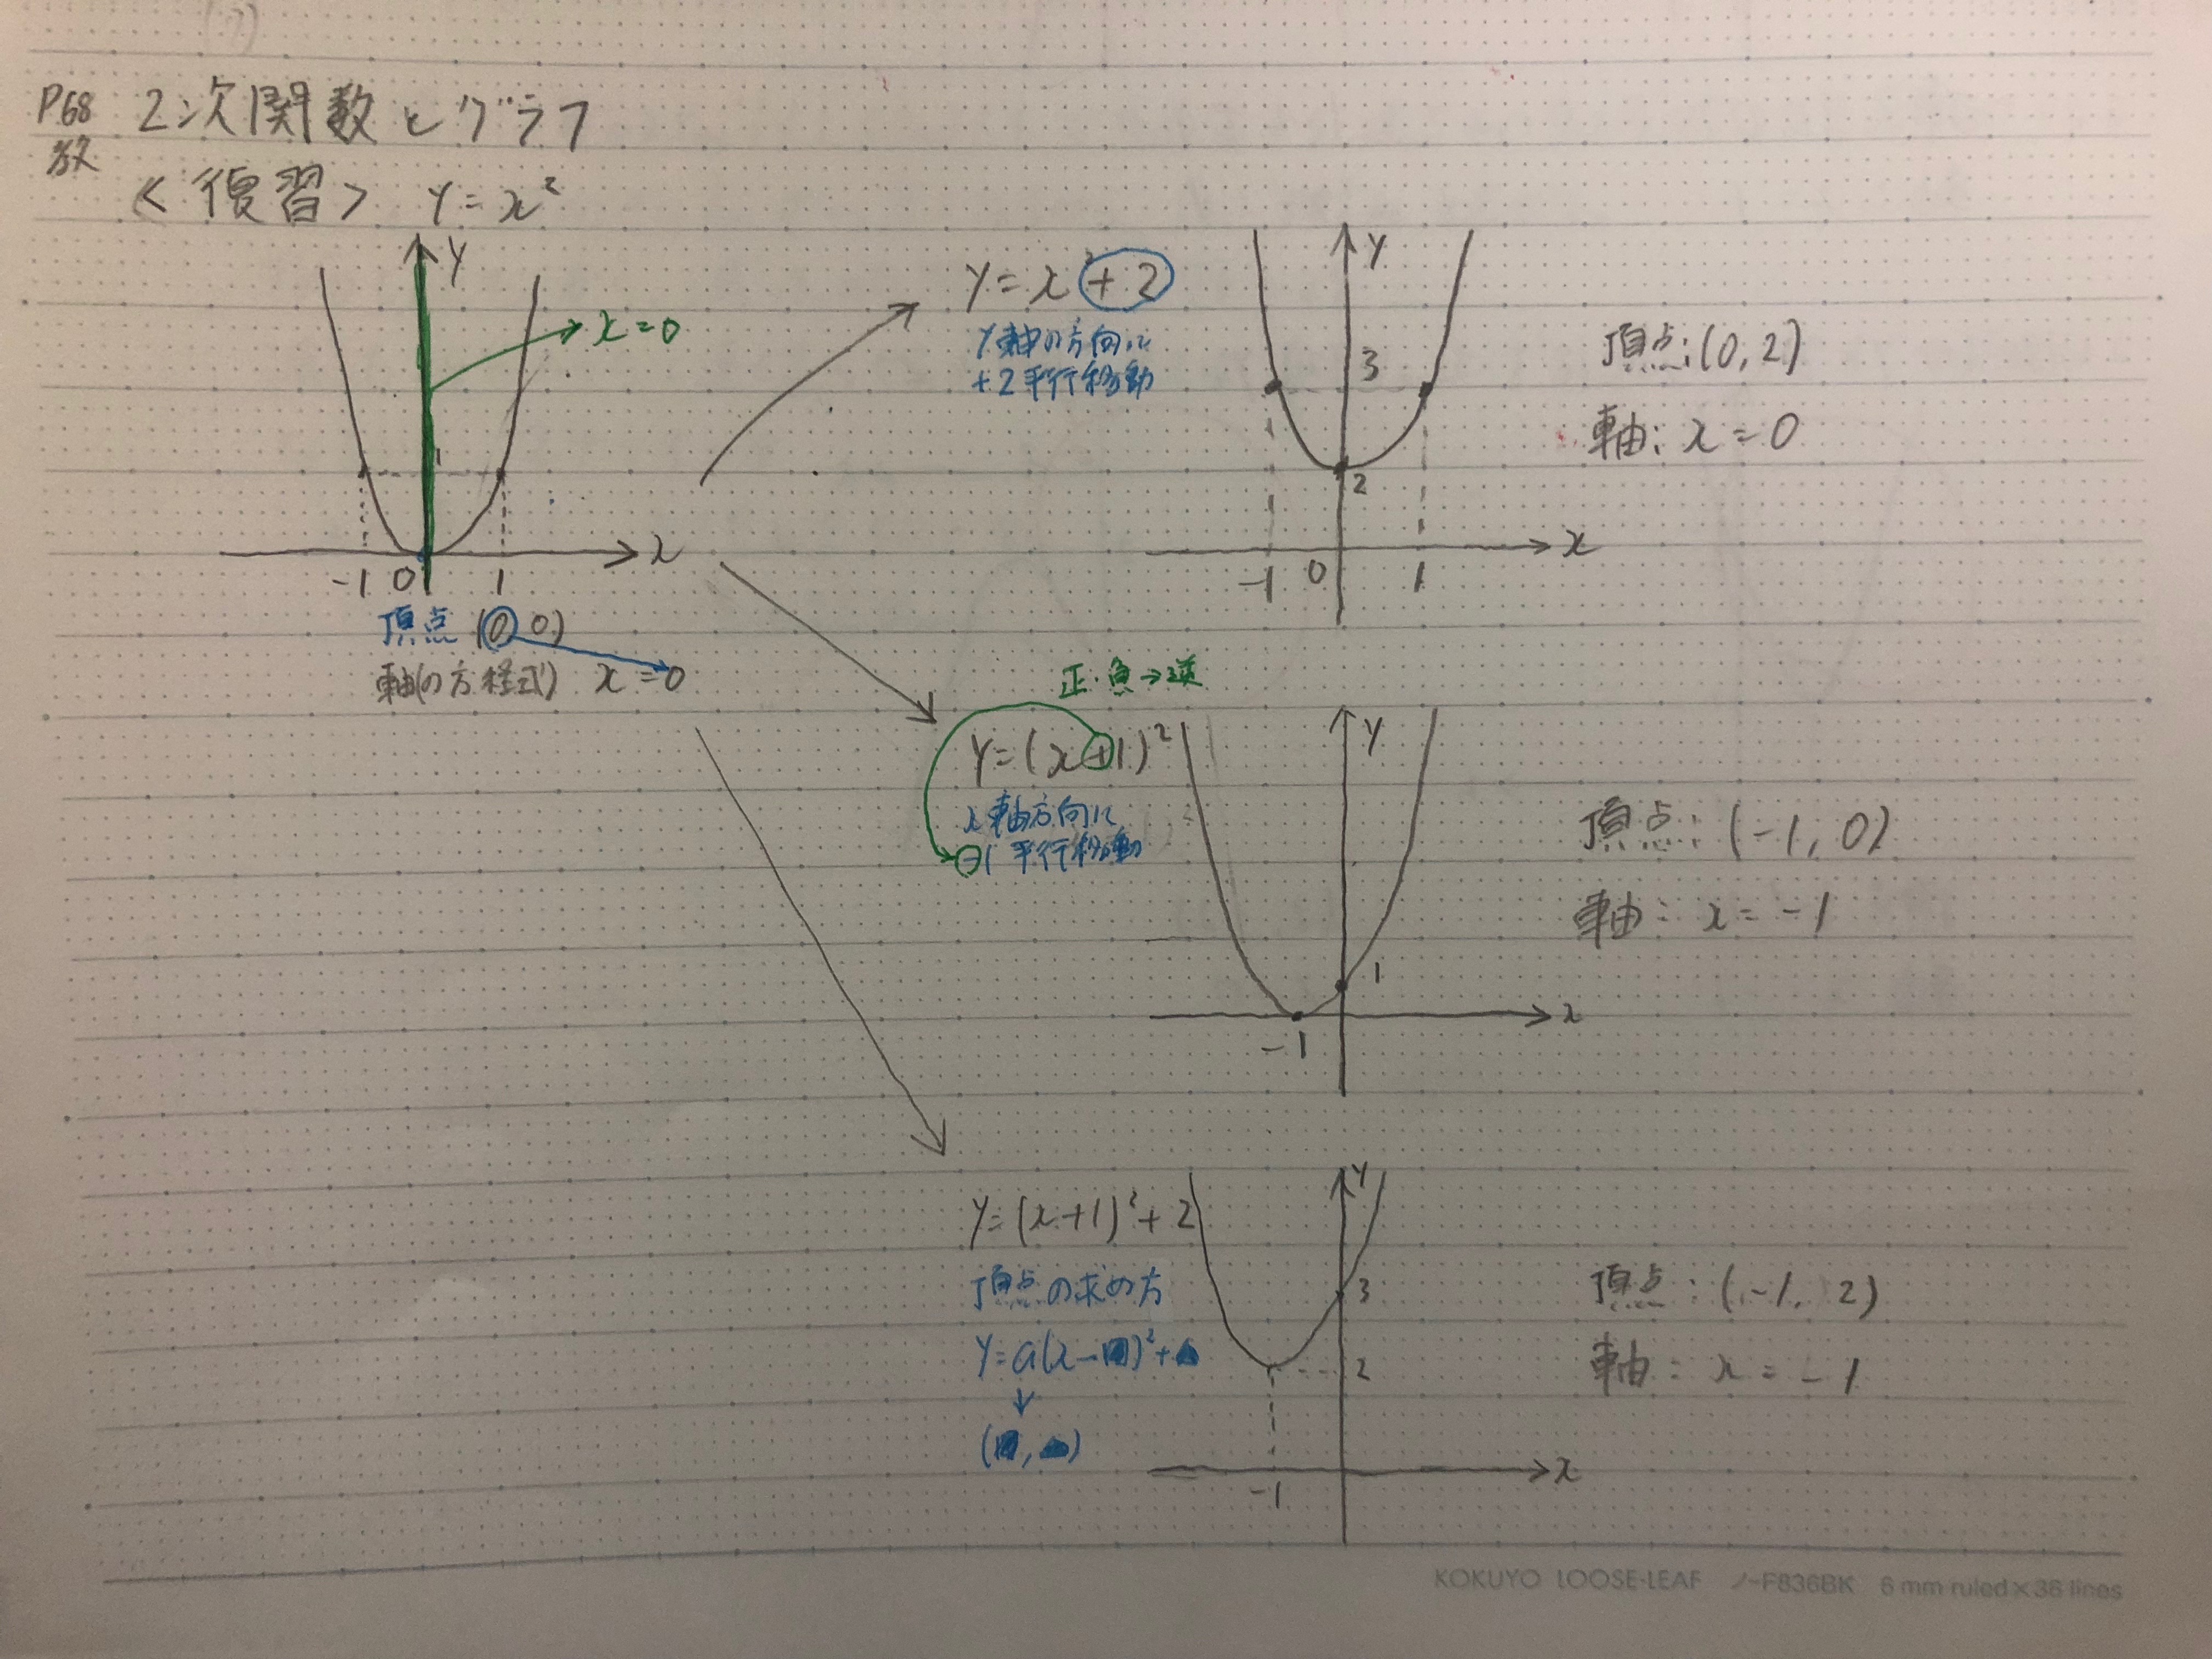 P68 2次関数とグラフ
教
<復習> y=x²
y
x=0
1
x
-1 0 1
頂点 (0, 0)
軸(の方程式) x=0
y=x²+2
y軸の方向に
+2平行移動
y
3
2
x
-1 0 1
頂点:(0,2)
軸: x=0
正・負→逆
y=(x+1)²
x軸方向に
-1平行移動
y
1
x
-1
頂点: (-1, 0)
軸: x=-1
y=(x+1)²+2
頂点の求め方
y=a(x-■)²+▲
↓
(■,▲)
y
3
2
x
-1
頂点: (-1, 2)
軸: x=-1
KOKUYO LOOSE-LEAF ノ-F836BK 6 mm ruled×36 lines